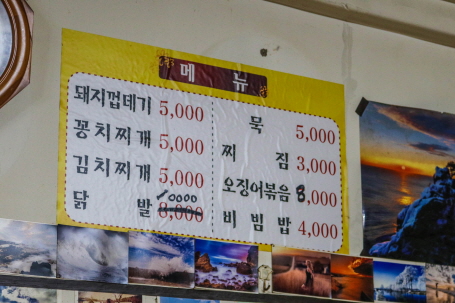 메 뉴
돼지껍데기 5,000
꽁치찌개 5,000
김치찌개 5,000
닭 발 10000 8,000
묵 5,000
찌 짐 3,000
오징어볶음 8,000
비 빔 밥 4,000